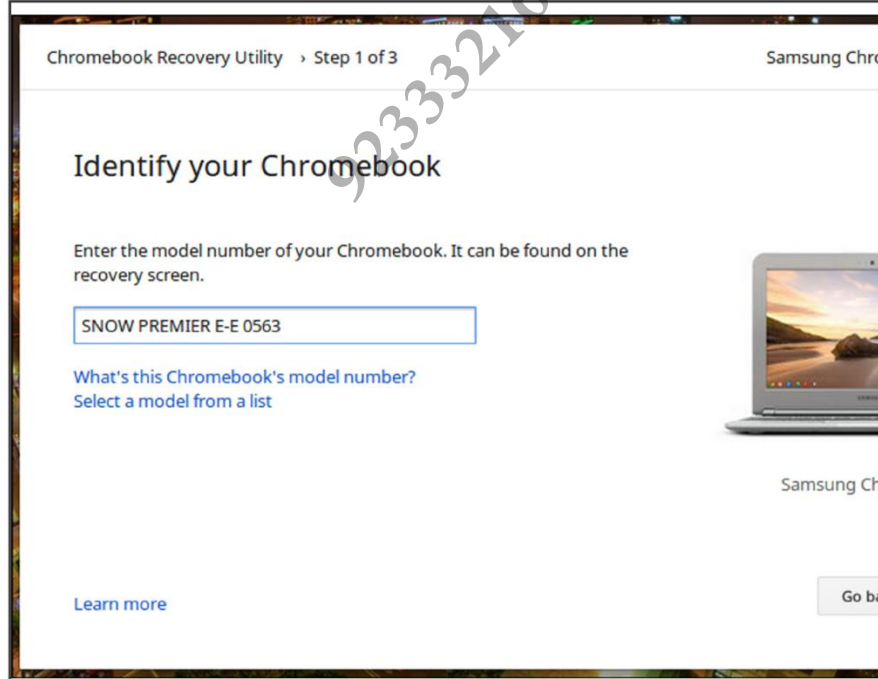 Chromebook Recovery Utility › Step 1 of 3
Samsung Chro
Identify your Chromebook
Enter the model number of your Chromebook. It can be found on the
recovery screen.
SNOW PREMIER E-E 0563
What's this Chromebook's model number?
Select a model from a list
Samsung Ch
Learn more
Go ba